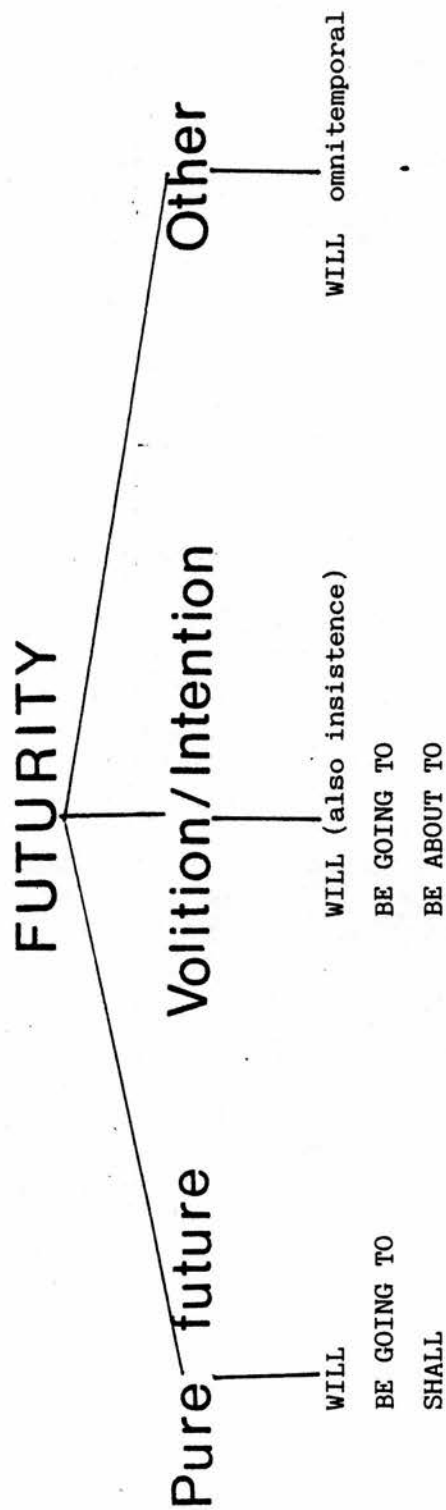 FUTURITY
Pure future
Volition/Intention
Other
WILL
BE GOING TO
SHALL
WILL (also insistence)
BE GOING TO
BE ABOUT TO
WILL omnitemporal